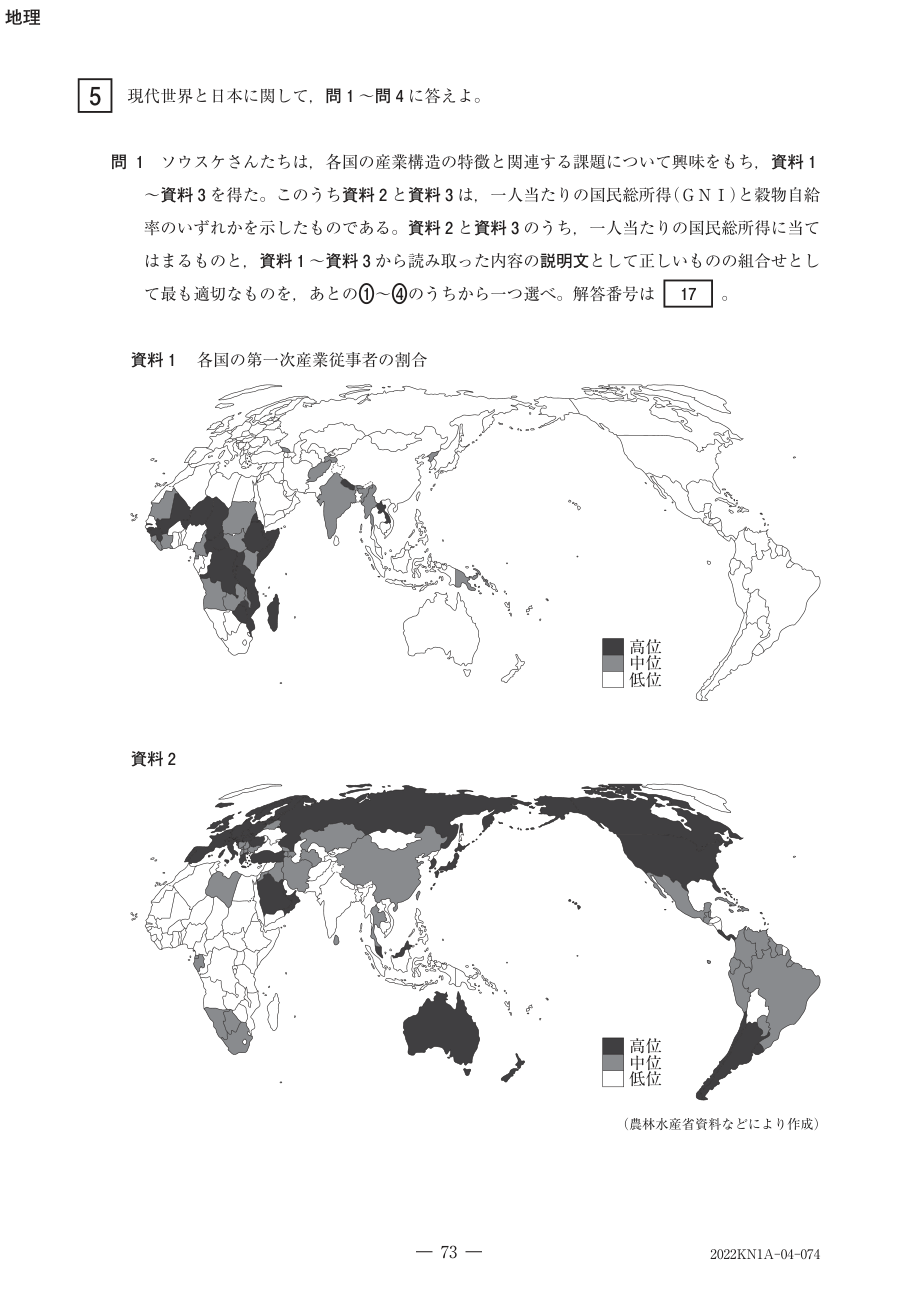 地理
5 現代世界と日本に関して，問1～問4に答えよ。
問1 ソウスケさんたちは，各国の産業構造の特徴と関連する課題について興味をもち，資料1
～資料3を得た。このうち資料2と資料3は，一人当たりの国民総所得(ＧＮＩ)と穀物自給
率のいずれかを示したものである。資料2と資料3のうち，一人当たりの国民総所得に当て
はまるものと，資料1～資料3から読み取った内容の説明文として正しいものの組合せとし
て最も適切なものを，あとの①～④のうちから一つ選べ。解答番号は 17 。
資料1 各国の第一次産業従事者の割合
高位
中位
低位
資料2
高位
中位
低位
(農林水産省資料などにより作成)
― 73 ―
2022KN1A-04-074